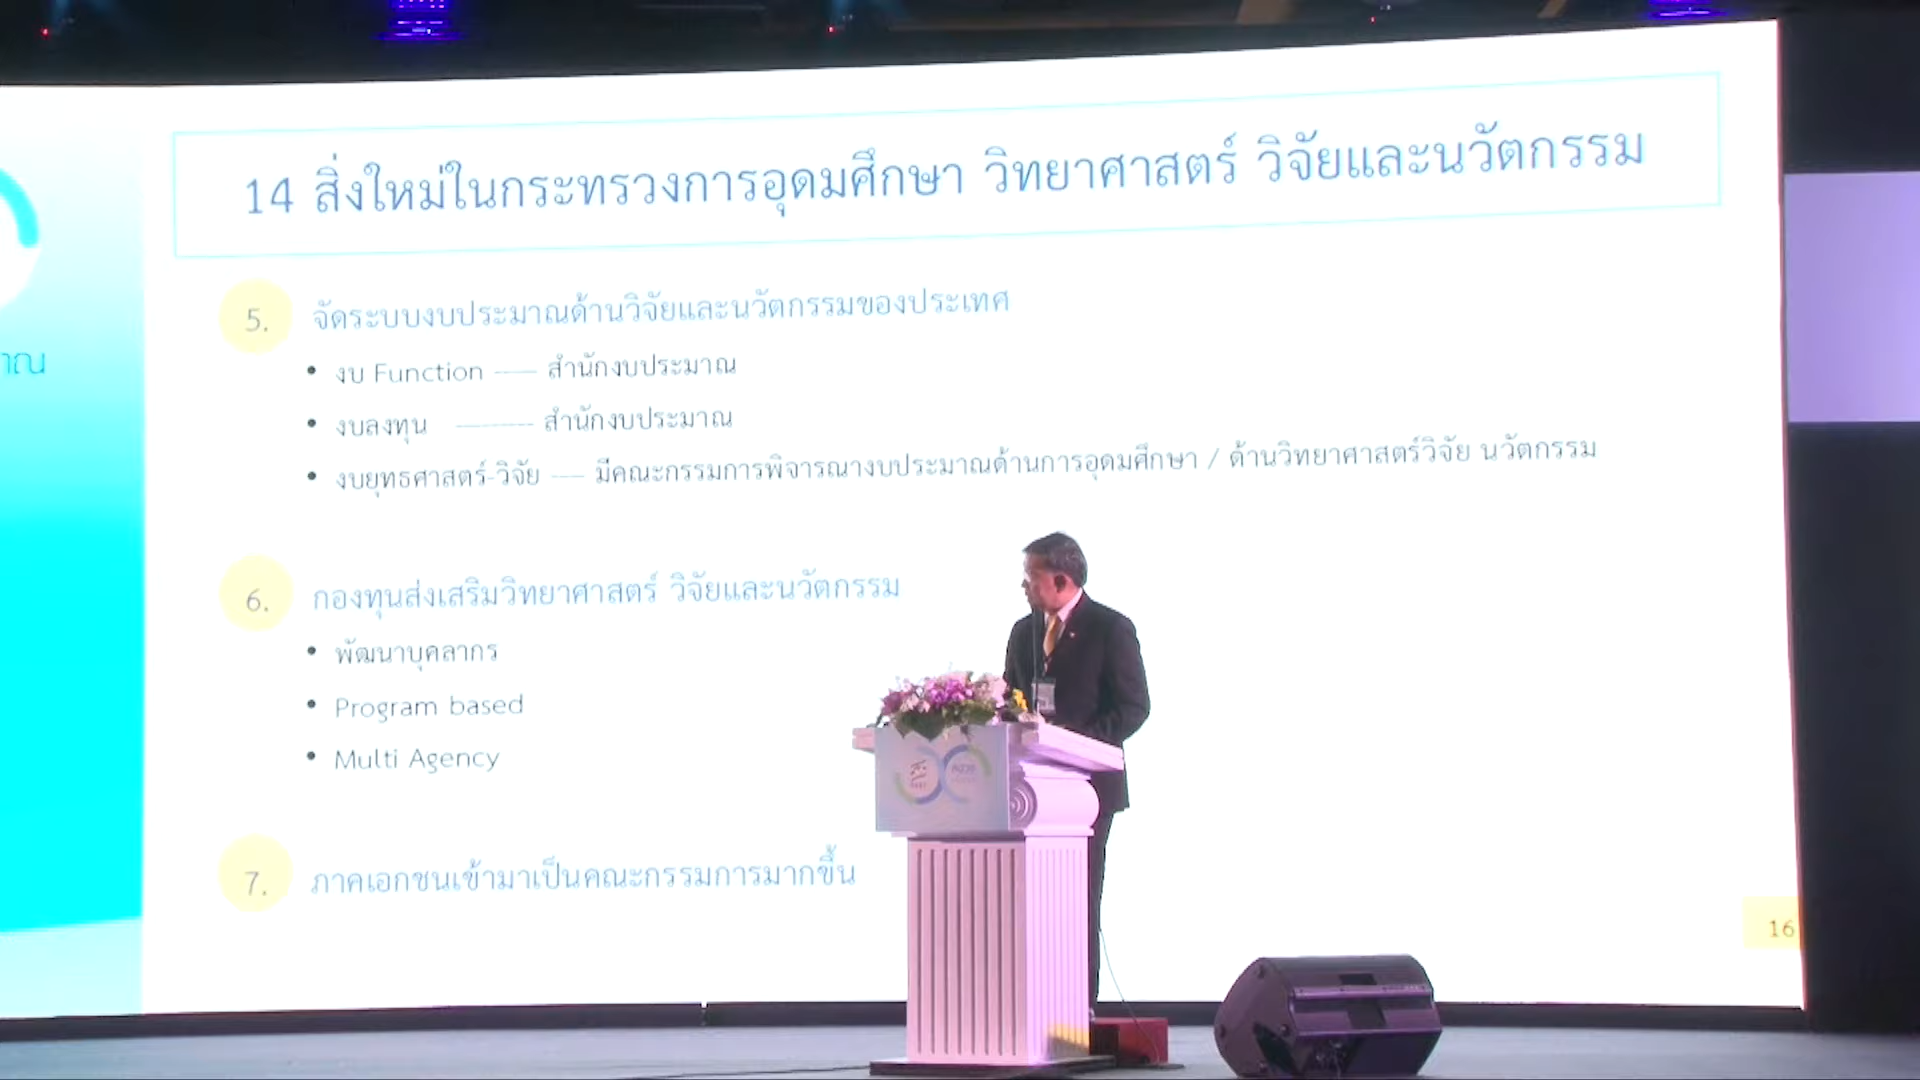 14 สิ่งใหม่ในกระทรวงการอุดมศึกษา วิทยาศาสตร์ วิจัยและนวัตกรรม
5. จัดระบบงบประมาณด้านวิจัยและนวัตกรรมของประเทศ
• งบ Function —— สำนักงบประมาณ
• งบลงทุน ——— สำนักงบประมาณ
• งบยุทธศาสตร์-วิจัย —— มีคณะกรรมการพิจารณางบประมาณด้านการอุดมศึกษา / ด้านวิทยาศาสตร์วิจัย นวัตกรรม
6. กองทุนส่งเสริมวิทยาศาสตร์ วิจัยและนวัตกรรม
• พัฒนาบุคลากร
• Program based
• Multi Agency
7. ภาคเอกชนเข้ามาเป็นคณะกรรมการมากขึ้น
16